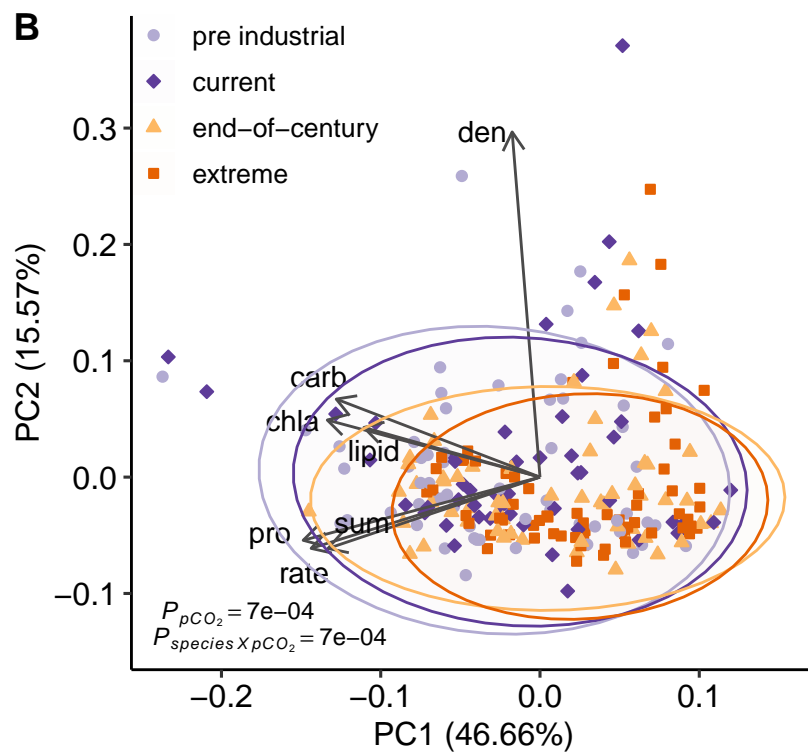 B
pre industrial
current
end−of−century
extreme
den
carb
chla
lipid
pro
sum
rate
P pCO2 = 7e−04
P species X pCO2 = 7e−04
0.3
0.2
0.1
0.0
−0.1
PC2 (15.57%)
−0.2 −0.1 0.0 0.1
PC1 (46.66%)